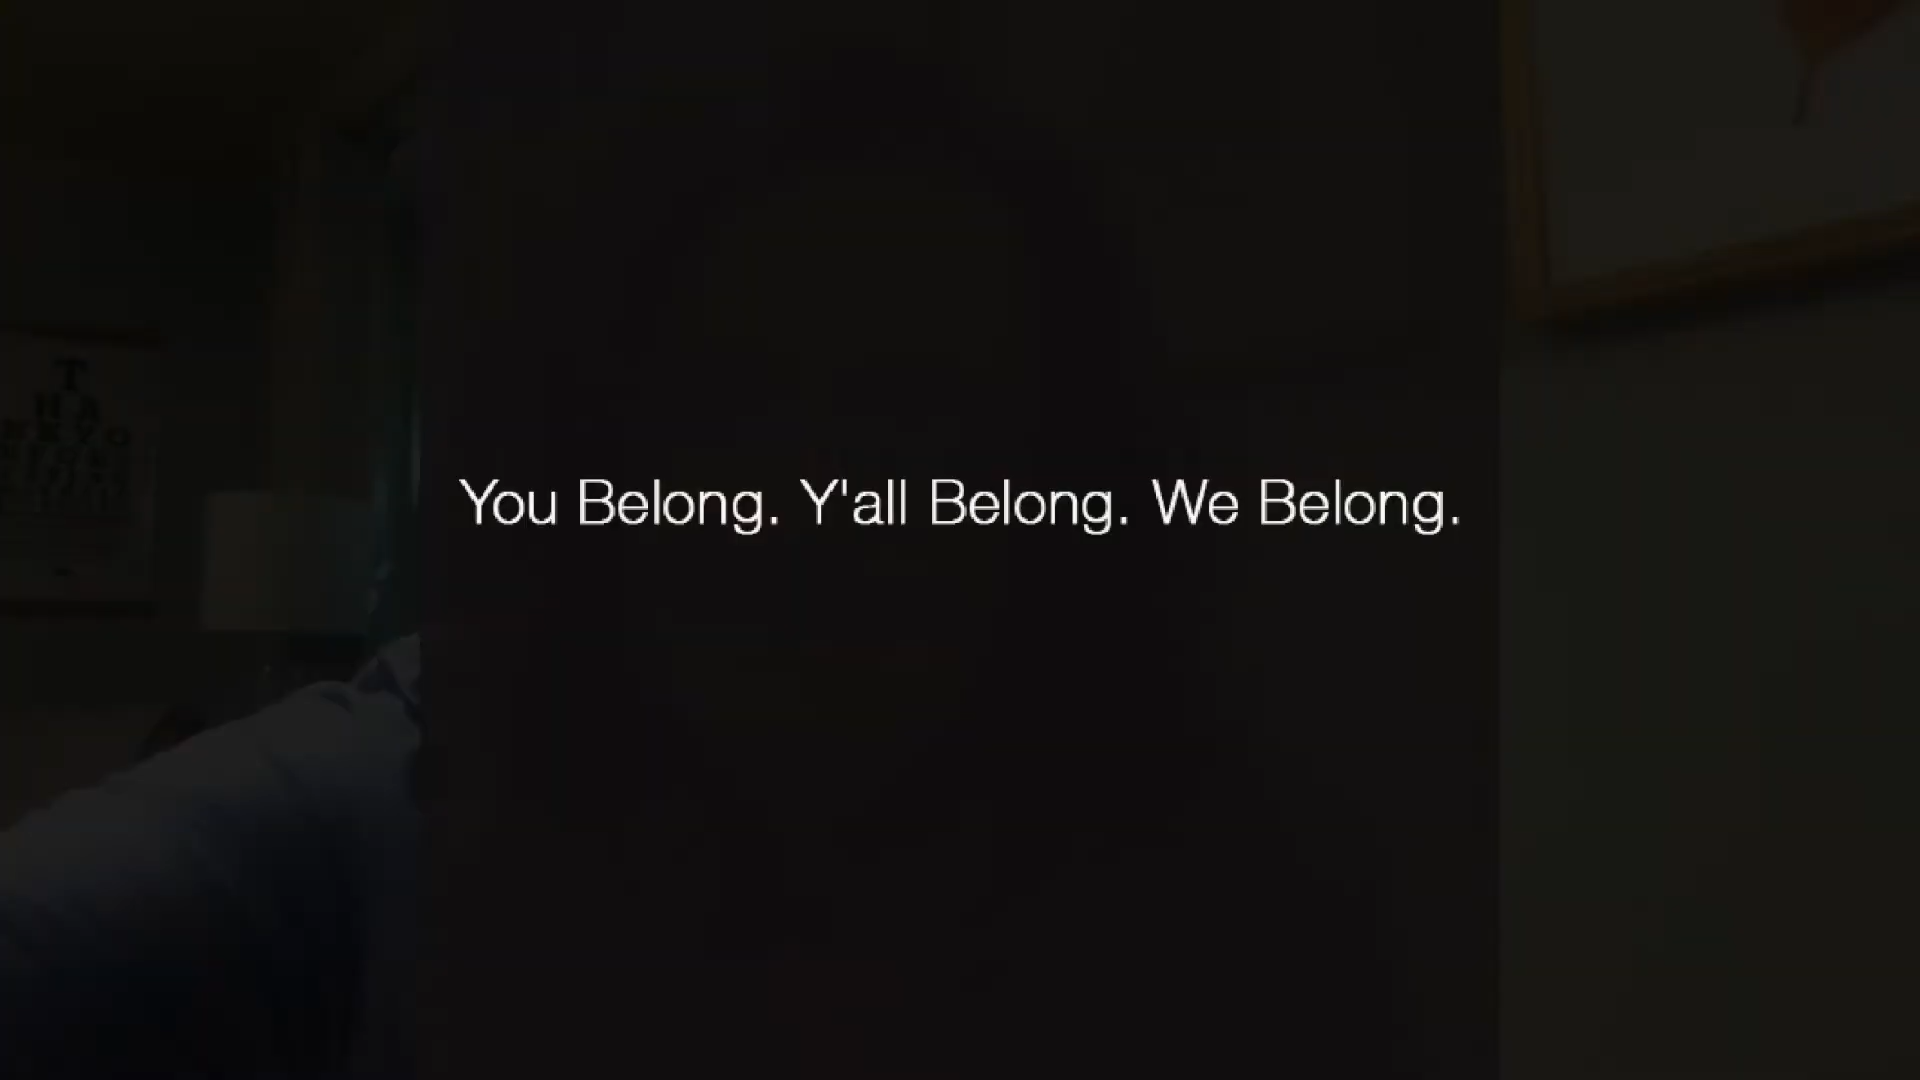 You Belong. Y'all Belong. We Belong.
T
H A
N K Y O